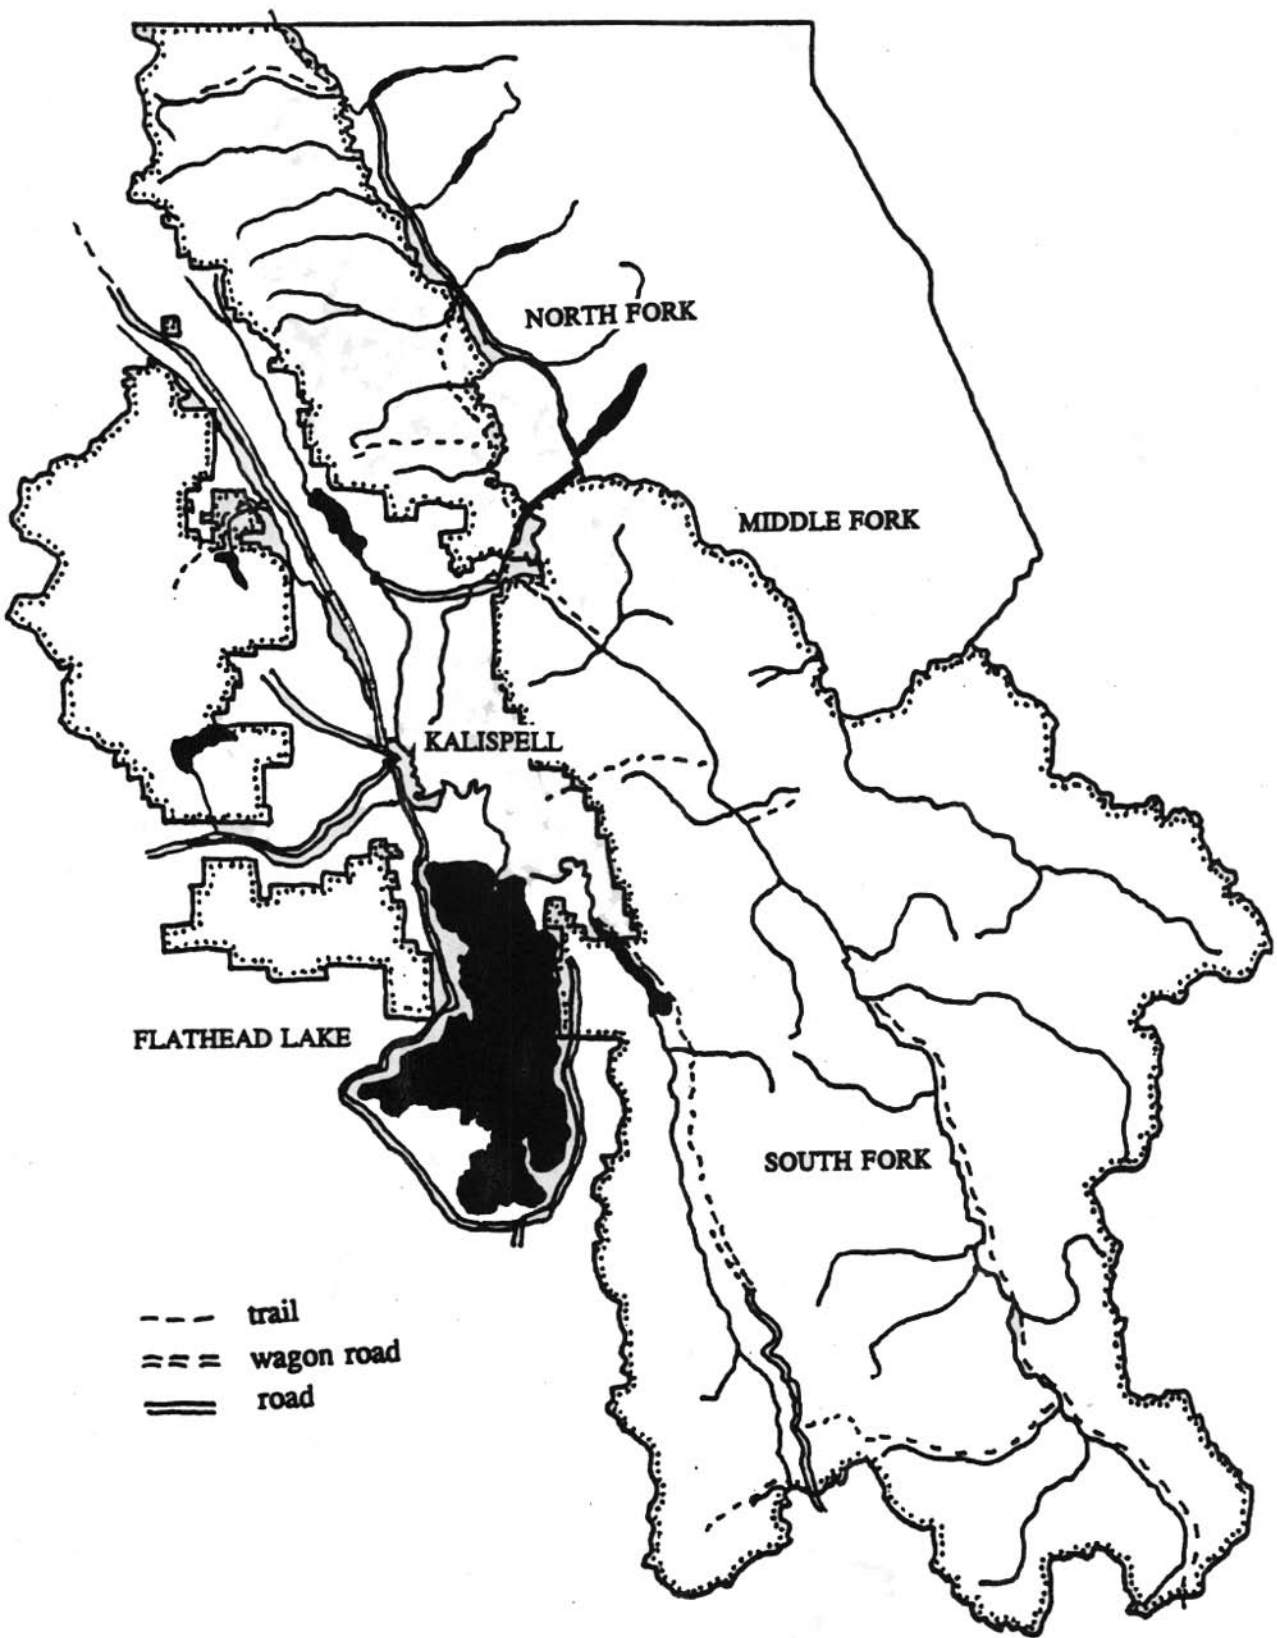 NORTH FORK
MIDDLE FORK
KALISPELL
FLATHEAD LAKE
SOUTH FORK
trail
wagon road
road